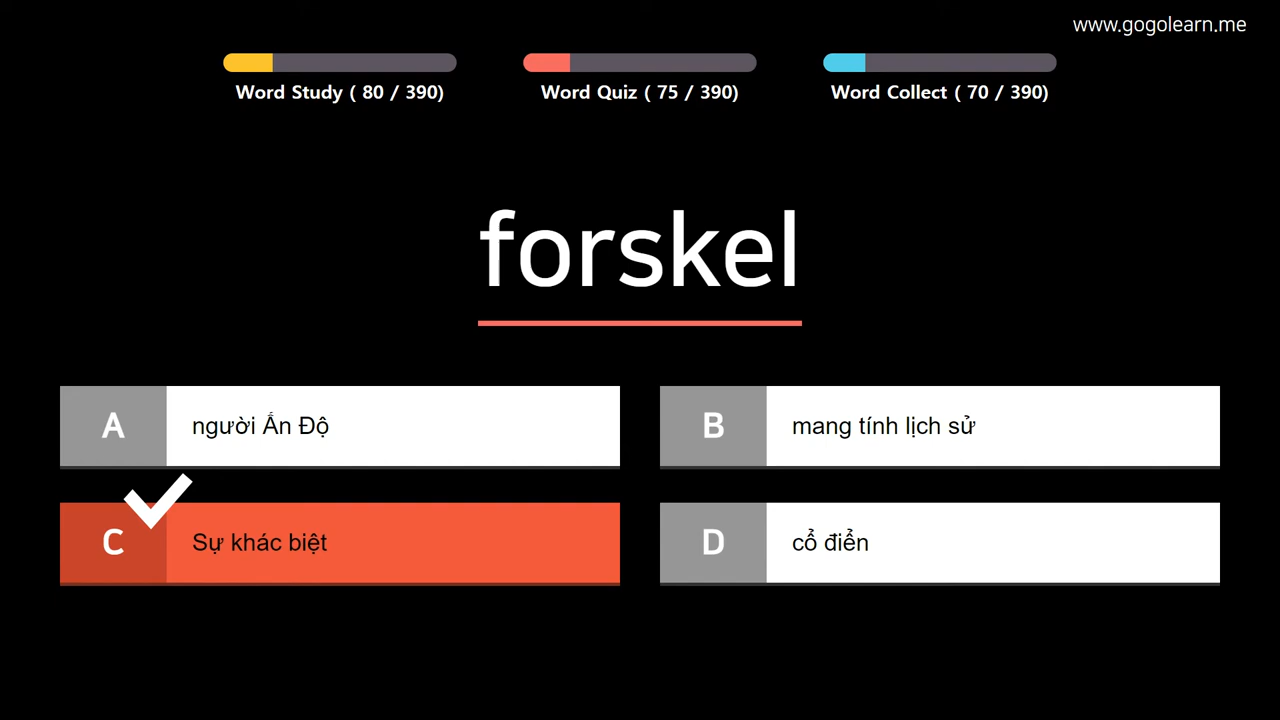 www.gogolearn.me
Word Study ( 80 / 390)
Word Quiz ( 75 / 390)
Word Collect ( 70 / 390)
forskel
A người Ấn Độ
B mang tính lịch sử
C Sự khác biệt
D cổ điển